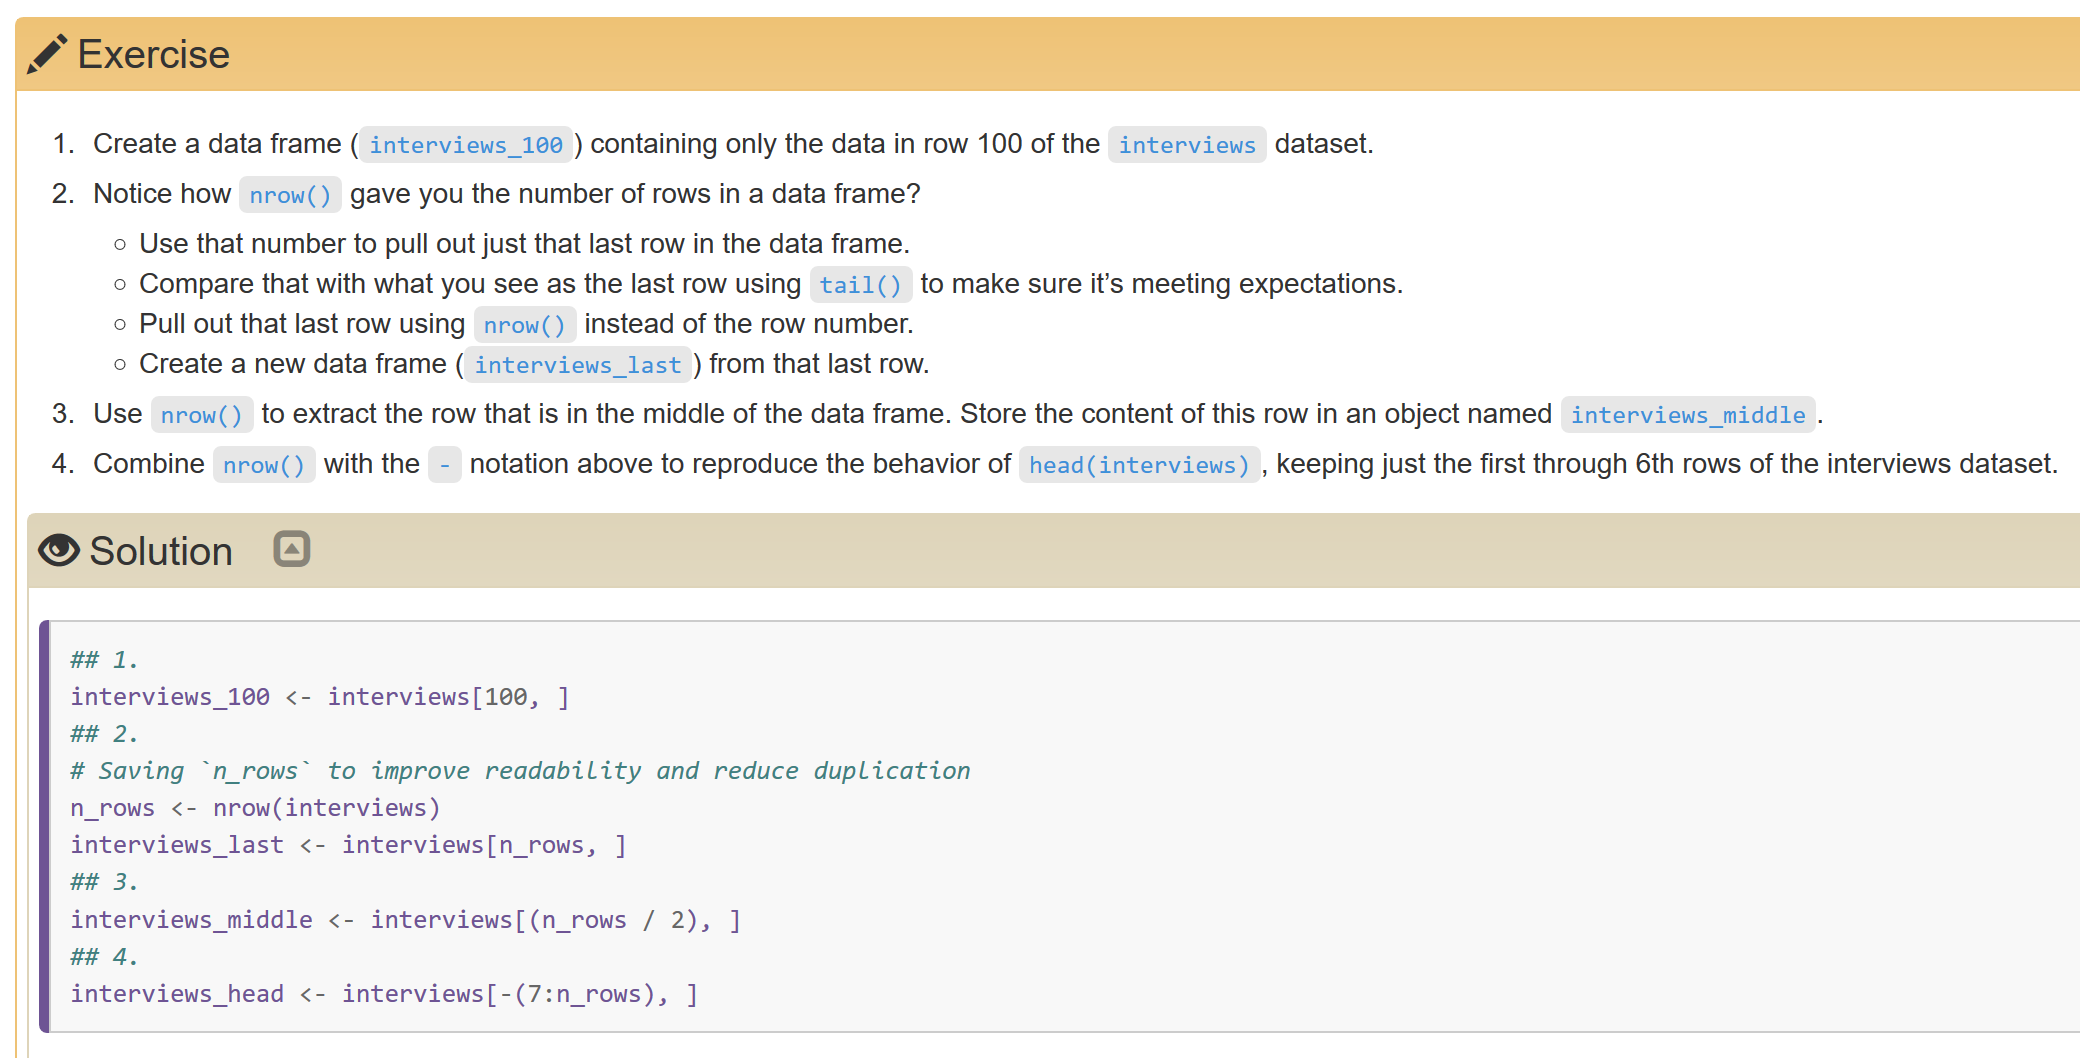 Exercise
1. Create a data frame (interviews_100) containing only the data in row 100 of the interviews dataset.
2. Notice how nrow() gave you the number of rows in a data frame?
○ Use that number to pull out just that last row in the data frame.
○ Compare that with what you see as the last row using tail() to make sure it’s meeting expectations.
○ Pull out that last row using nrow() instead of the row number.
○ Create a new data frame (interviews_last) from that last row.
3. Use nrow() to extract the row that is in the middle of the data frame. Store the content of this row in an object named interviews_middle.
4. Combine nrow() with the - notation above to reproduce the behavior of head(interviews), keeping just the first through 6th rows of the interviews dataset.
Solution
## 1.
interviews_100 <- interviews[100, ]
## 2.
# Saving `n_rows` to improve readability and reduce duplication
n_rows <- nrow(interviews)
interviews_last <- interviews[n_rows, ]
## 3.
interviews_middle <- interviews[(n_rows / 2), ]
## 4.
interviews_head <- interviews[-(7:n_rows), ]